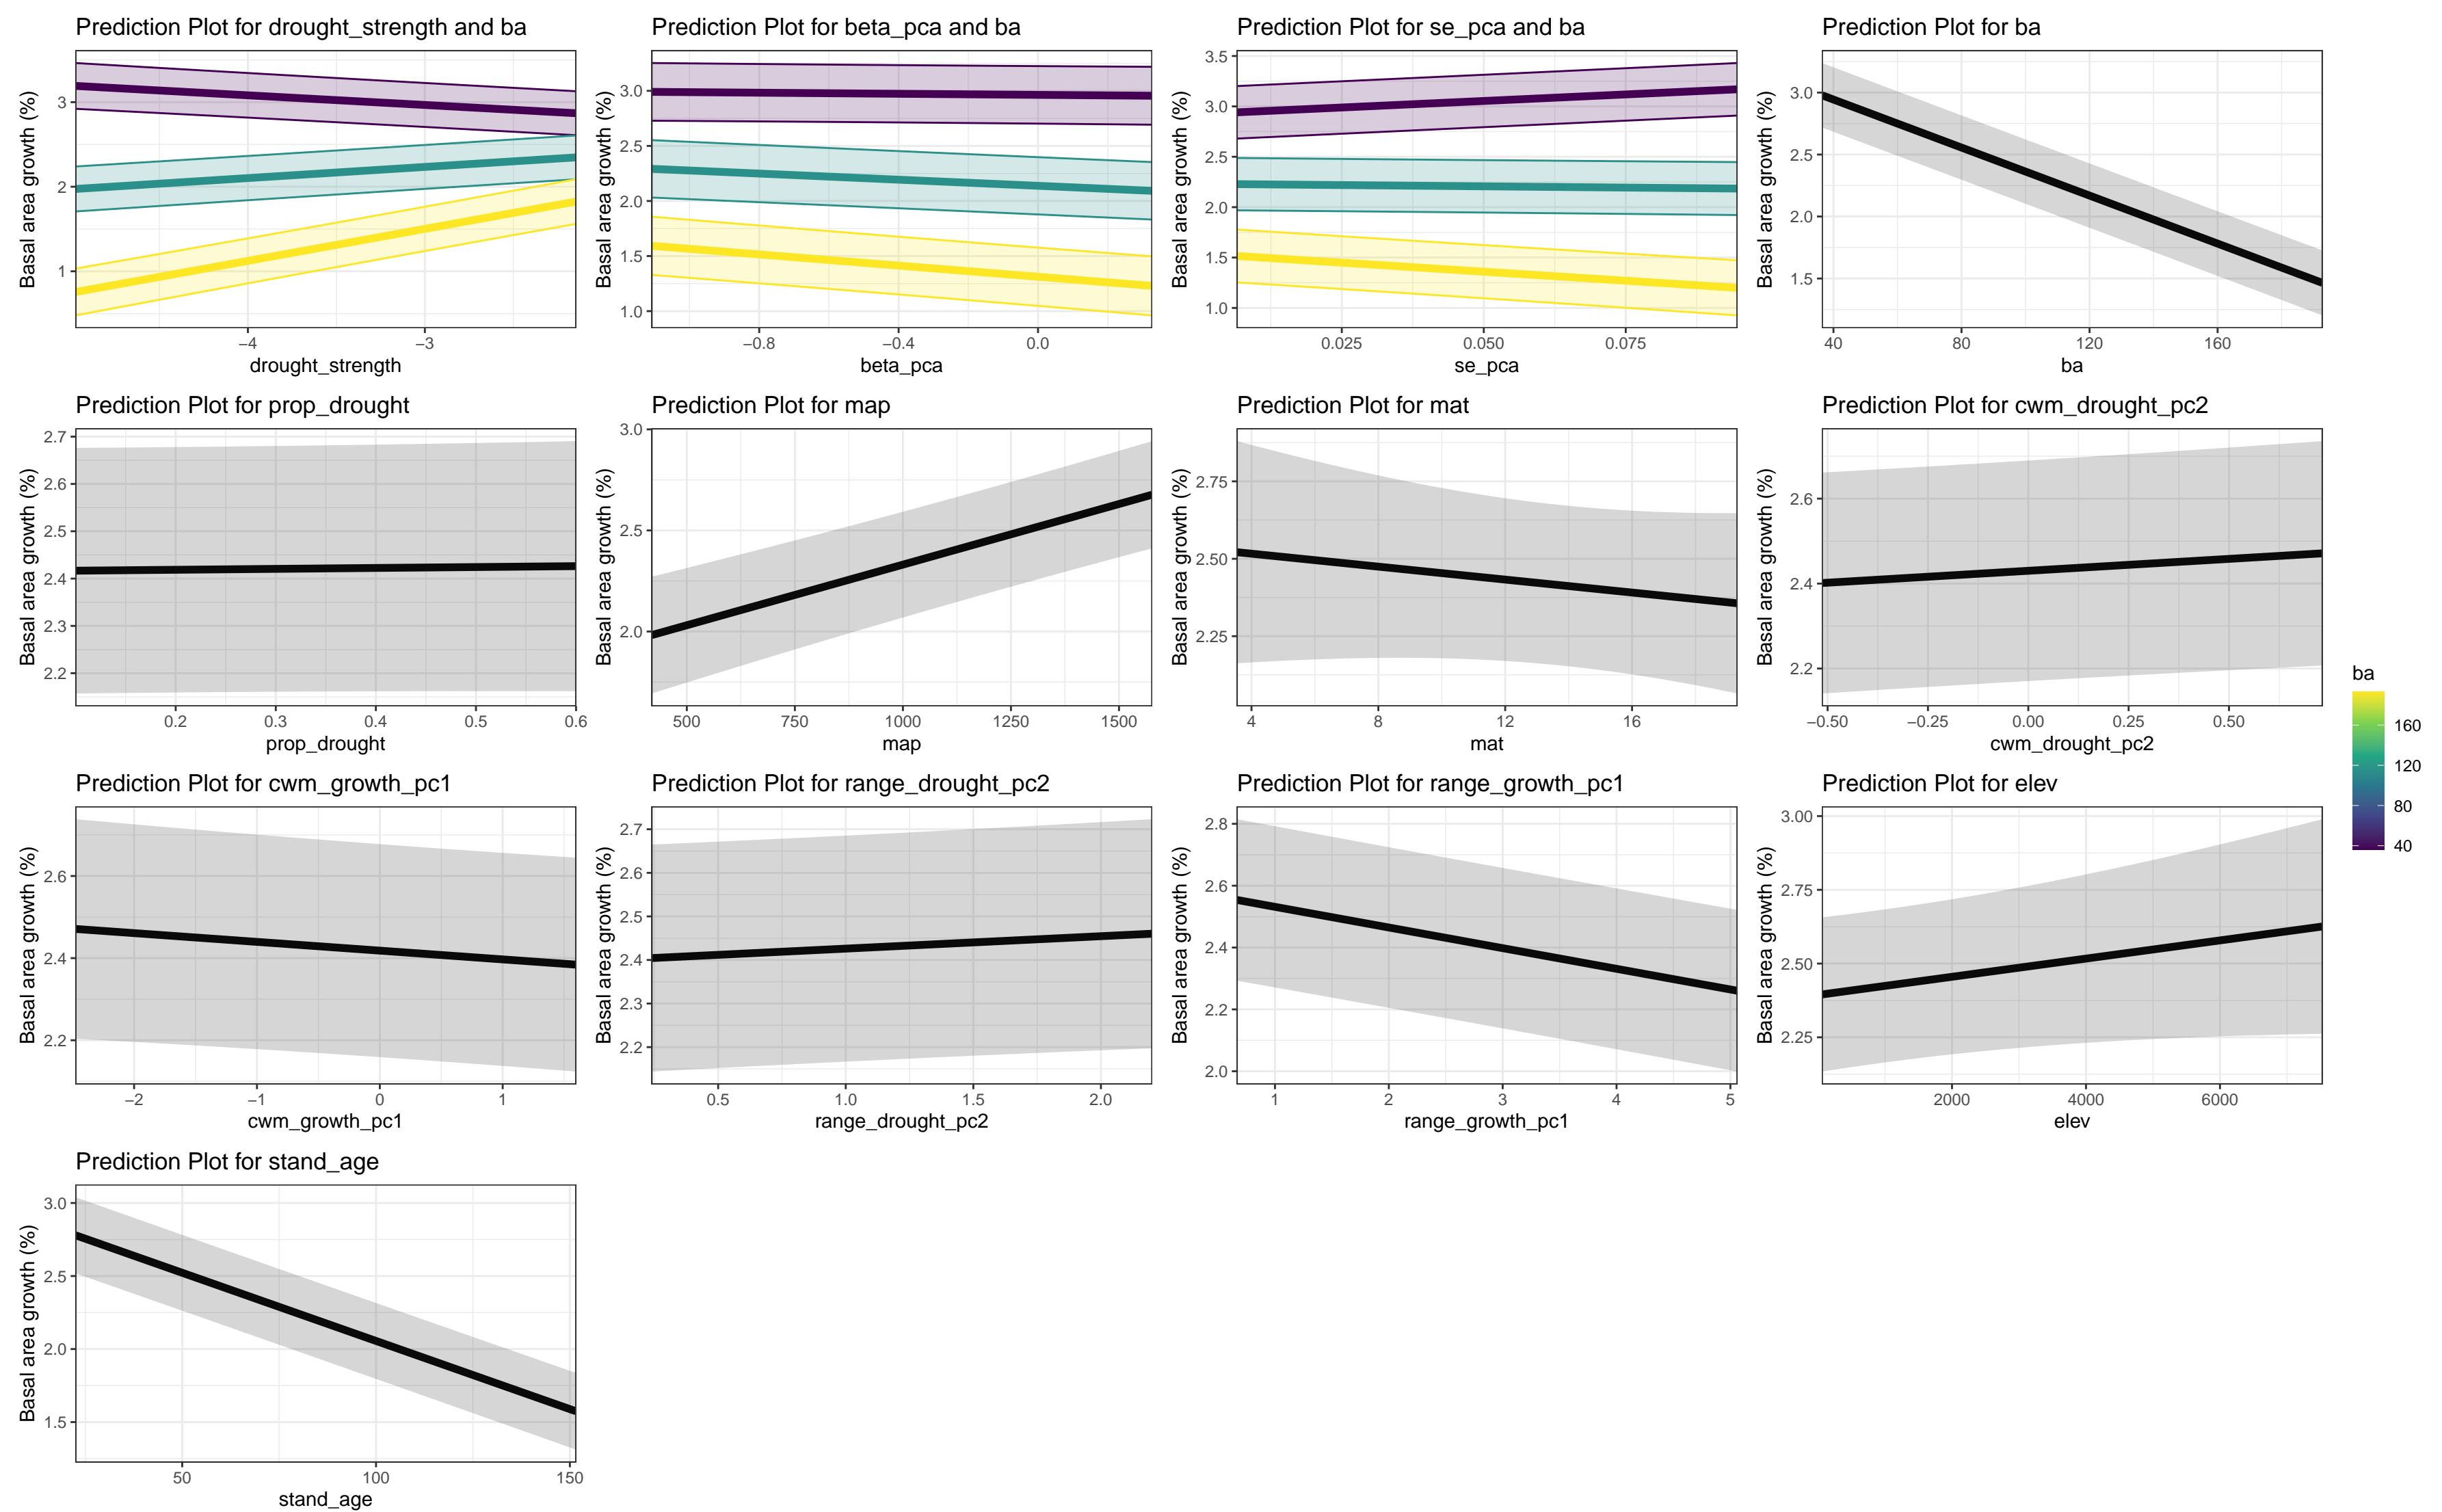 Prediction Plot for drought_strength and ba
Basal area growth (%)
3
2
1
−4
−3
drought_strength
Prediction Plot for beta_pca and ba
Basal area growth (%)
3.0
2.5
2.0
1.5
1.0
−0.8
−0.4
0.0
beta_pca
Prediction Plot for se_pca and ba
Basal area growth (%)
3.5
3.0
2.5
2.0
1.5
1.0
0.025
0.050
0.075
se_pca
Prediction Plot for ba
Basal area growth (%)
3.0
2.5
2.0
1.5
40
80
120
160
ba
Prediction Plot for prop_drought
Basal area growth (%)
2.7
2.6
2.5
2.4
2.3
2.2
0.2
0.3
0.4
0.5
0.6
prop_drought
Prediction Plot for map
Basal area growth (%)
3.0
2.5
2.0
500
750
1000
1250
1500
map
Prediction Plot for mat
Basal area growth (%)
2.75
2.50
2.25
4
8
12
16
mat
Prediction Plot for cwm_drought_pc2
Basal area growth (%)
2.6
2.4
2.2
−0.50
−0.25
0.00
0.25
0.50
cwm_drought_pc2
ba
160
120
80
40
Prediction Plot for cwm_growth_pc1
Basal area growth (%)
2.6
2.4
2.2
−2
−1
0
1
cwm_growth_pc1
Prediction Plot for range_drought_pc2
Basal area growth (%)
2.7
2.6
2.5
2.4
2.3
2.2
0.5
1.0
1.5
2.0
range_drought_pc2
Prediction Plot for range_growth_pc1
Basal area growth (%)
2.8
2.6
2.4
2.2
2.0
1
2
3
4
5
range_growth_pc1
Prediction Plot for elev
Basal area growth (%)
3.00
2.75
2.50
2.25
2000
4000
6000
elev
Prediction Plot for stand_age
Basal area growth (%)
3.0
2.5
2.0
1.5
50
100
150
stand_age